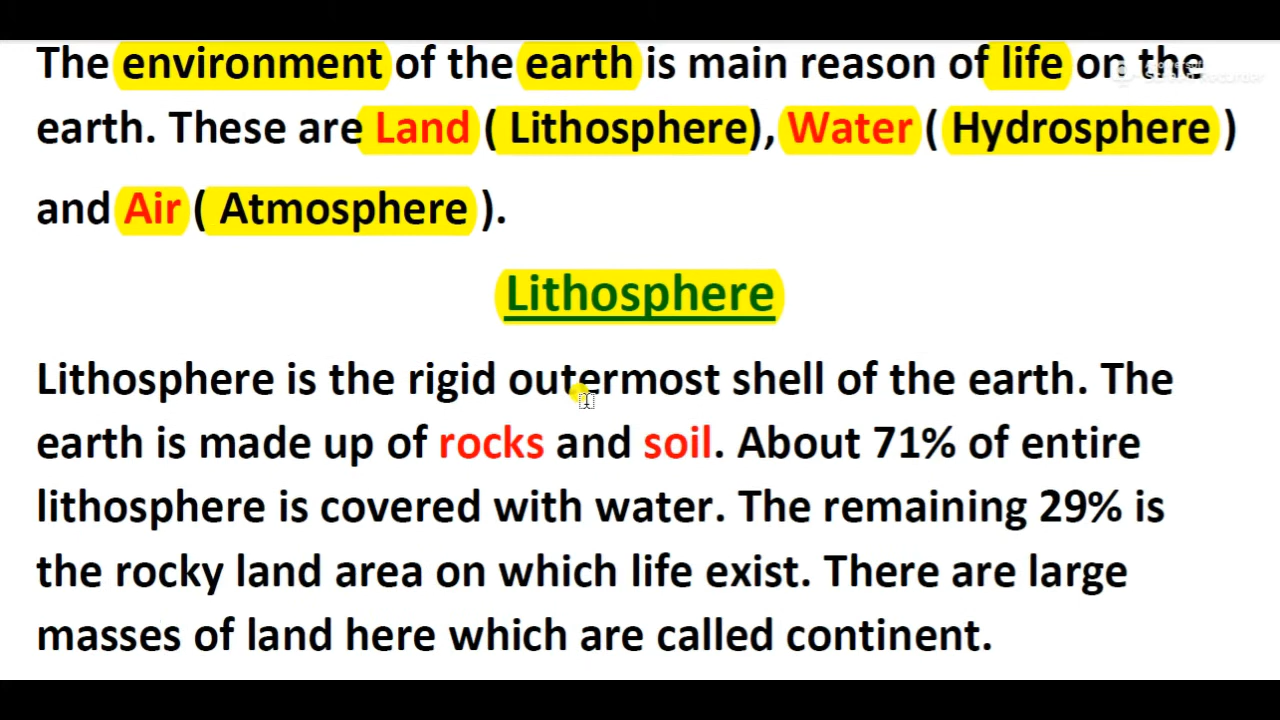 The environment of the earth is main reason of life on the
earth. These are Land ( Lithosphere), Water ( Hydrosphere )
and Air ( Atmosphere ).
Lithosphere
Lithosphere is the rigid outermost shell of the earth. The
earth is made up of rocks and soil. About 71% of entire
lithosphere is covered with water. The remaining 29% is
the rocky land area on which life exist. There are large
masses of land here which are called continent.